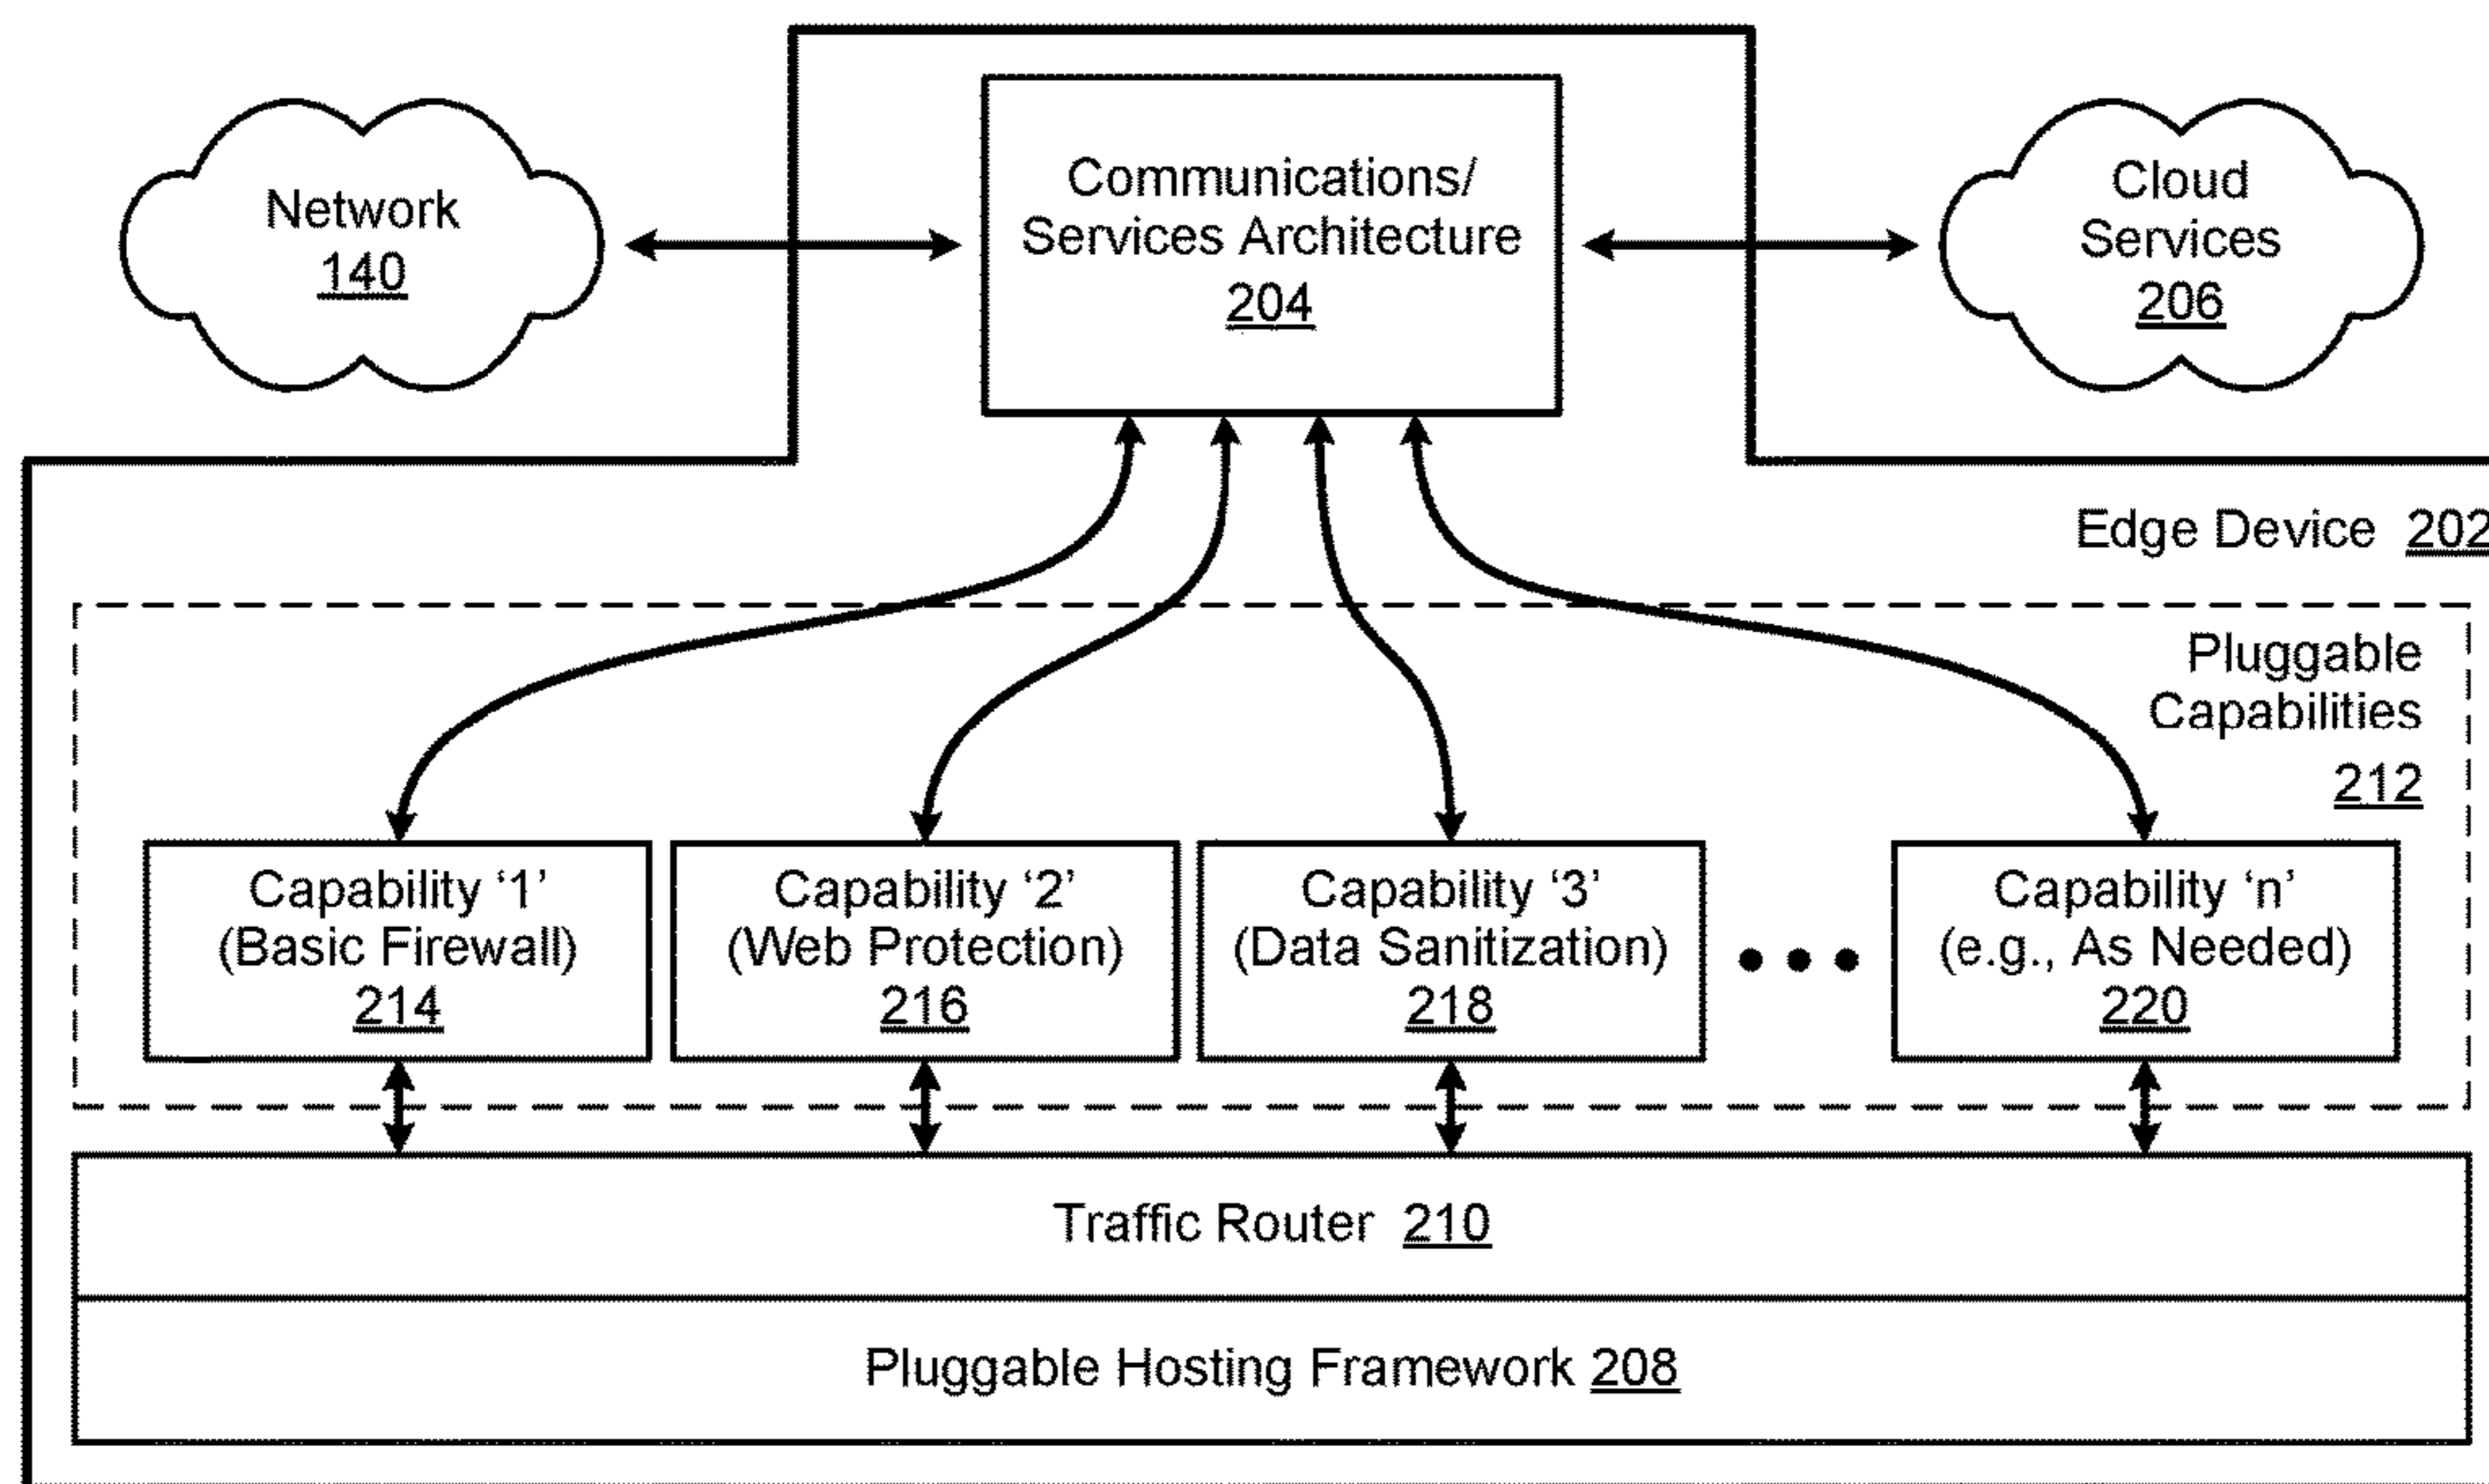 Network
140
Communications/
Services Architecture
204
Cloud
Services
206
Edge Device 202
Pluggable
Capabilities
212
Capability ‘1’
(Basic Firewall)
214
Capability ‘2’
(Web Protection)
216
Capability ‘3’
(Data Sanitization)
218
Capability ‘n’
(e.g., As Needed)
220
Traffic Router 210
Pluggable Hosting Framework 208